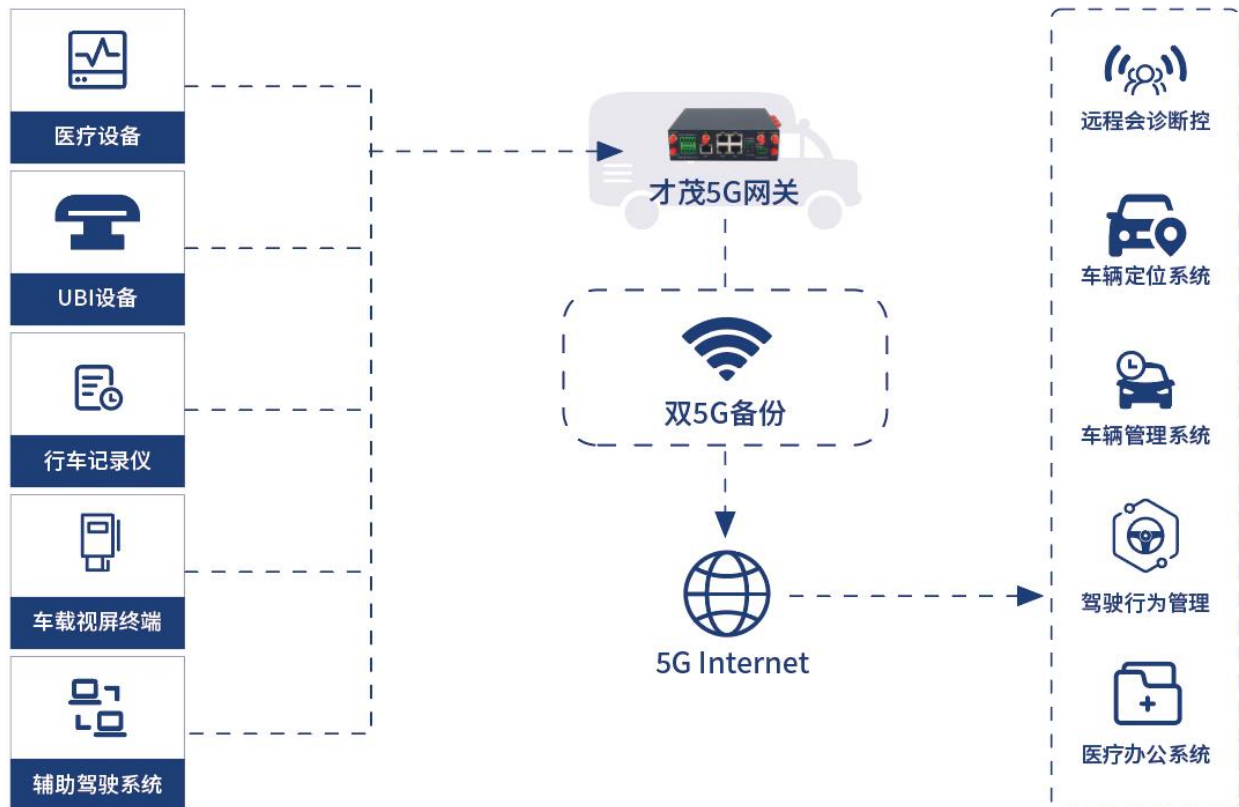 医疗设备
UBI设备
行车记录仪
车载视屏终端
辅助驾驶系统
才茂5G网关
双5G备份
5G Internet
远程会诊断控
车辆定位系统
车辆管理系统
驾驶行为管理
医疗办公系统